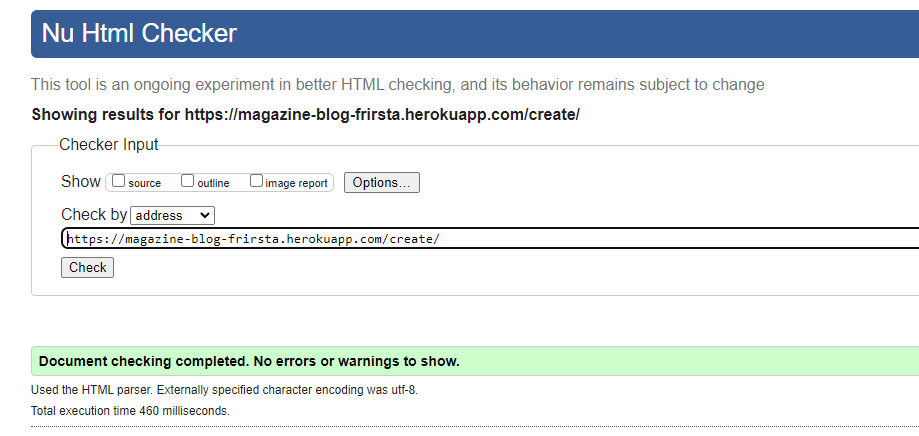 Nu Html Checker
This tool is an ongoing experiment in better HTML checking, and its behavior remains subject to change
Showing results for https://magazine-blog-frirsta.herokuapp.com/create/
Checker Input
Show source outline image report Options...
Check by address
https://magazine-blog-frirsta.herokuapp.com/create/
Check
Document checking completed. No errors or warnings to show.
Used the HTML parser. Externally specified character encoding was utf-8.
Total execution time 460 milliseconds.